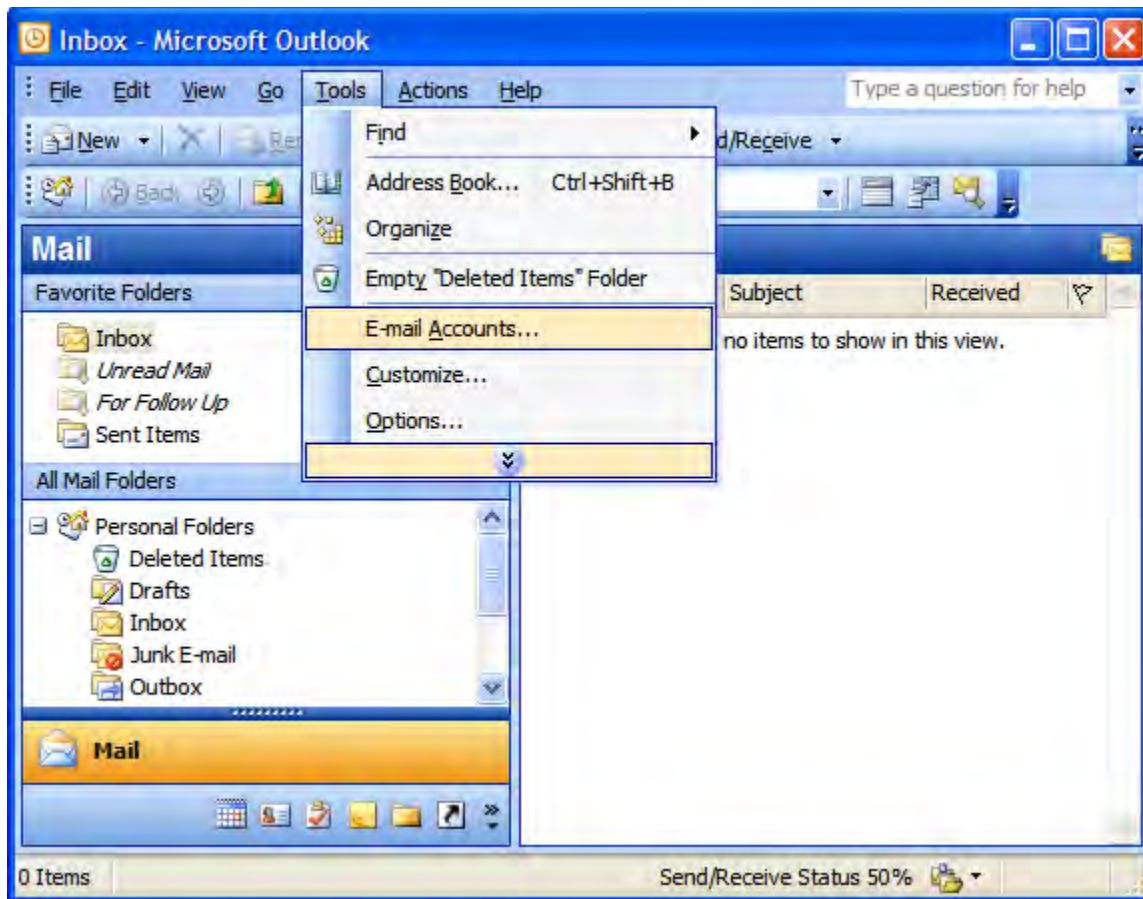 Inbox - Microsoft Outlook
File Edit View Go Tools Actions Help Type a question for help
New d/Receive
Back
Find
Address Book... Ctrl+Shift+B
Organize
Empty "Deleted Items" Folder
E-mail Accounts...
Customize...
Options...
Mail
Favorite Folders
Inbox
Unread Mail
For Follow Up
Sent Items
All Mail Folders
Personal Folders
Deleted Items
Drafts
Inbox
Junk E-mail
Outbox
Mail
Subject Received
no items to show in this view.
0 Items Send/Receive Status 50%